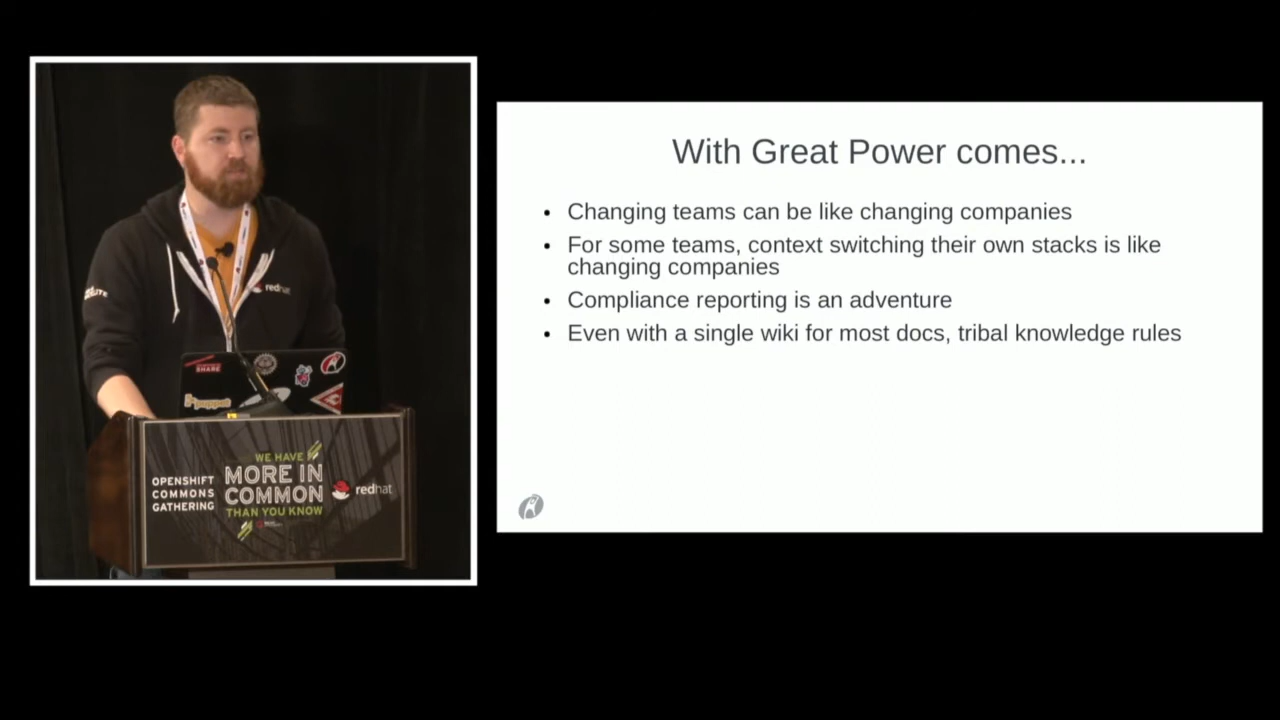 With Great Power comes...
• Changing teams can be like changing companies
• For some teams, context switching their own stacks is like
changing companies
• Compliance reporting is an adventure
• Even with a single wiki for most docs, tribal knowledge rules
redhat
SHARE
puppet
OPENSHIFT
COMMONS
GATHERING
WE HAVE
MORE IN
COMMON
THAN YOU KNOW
redhat